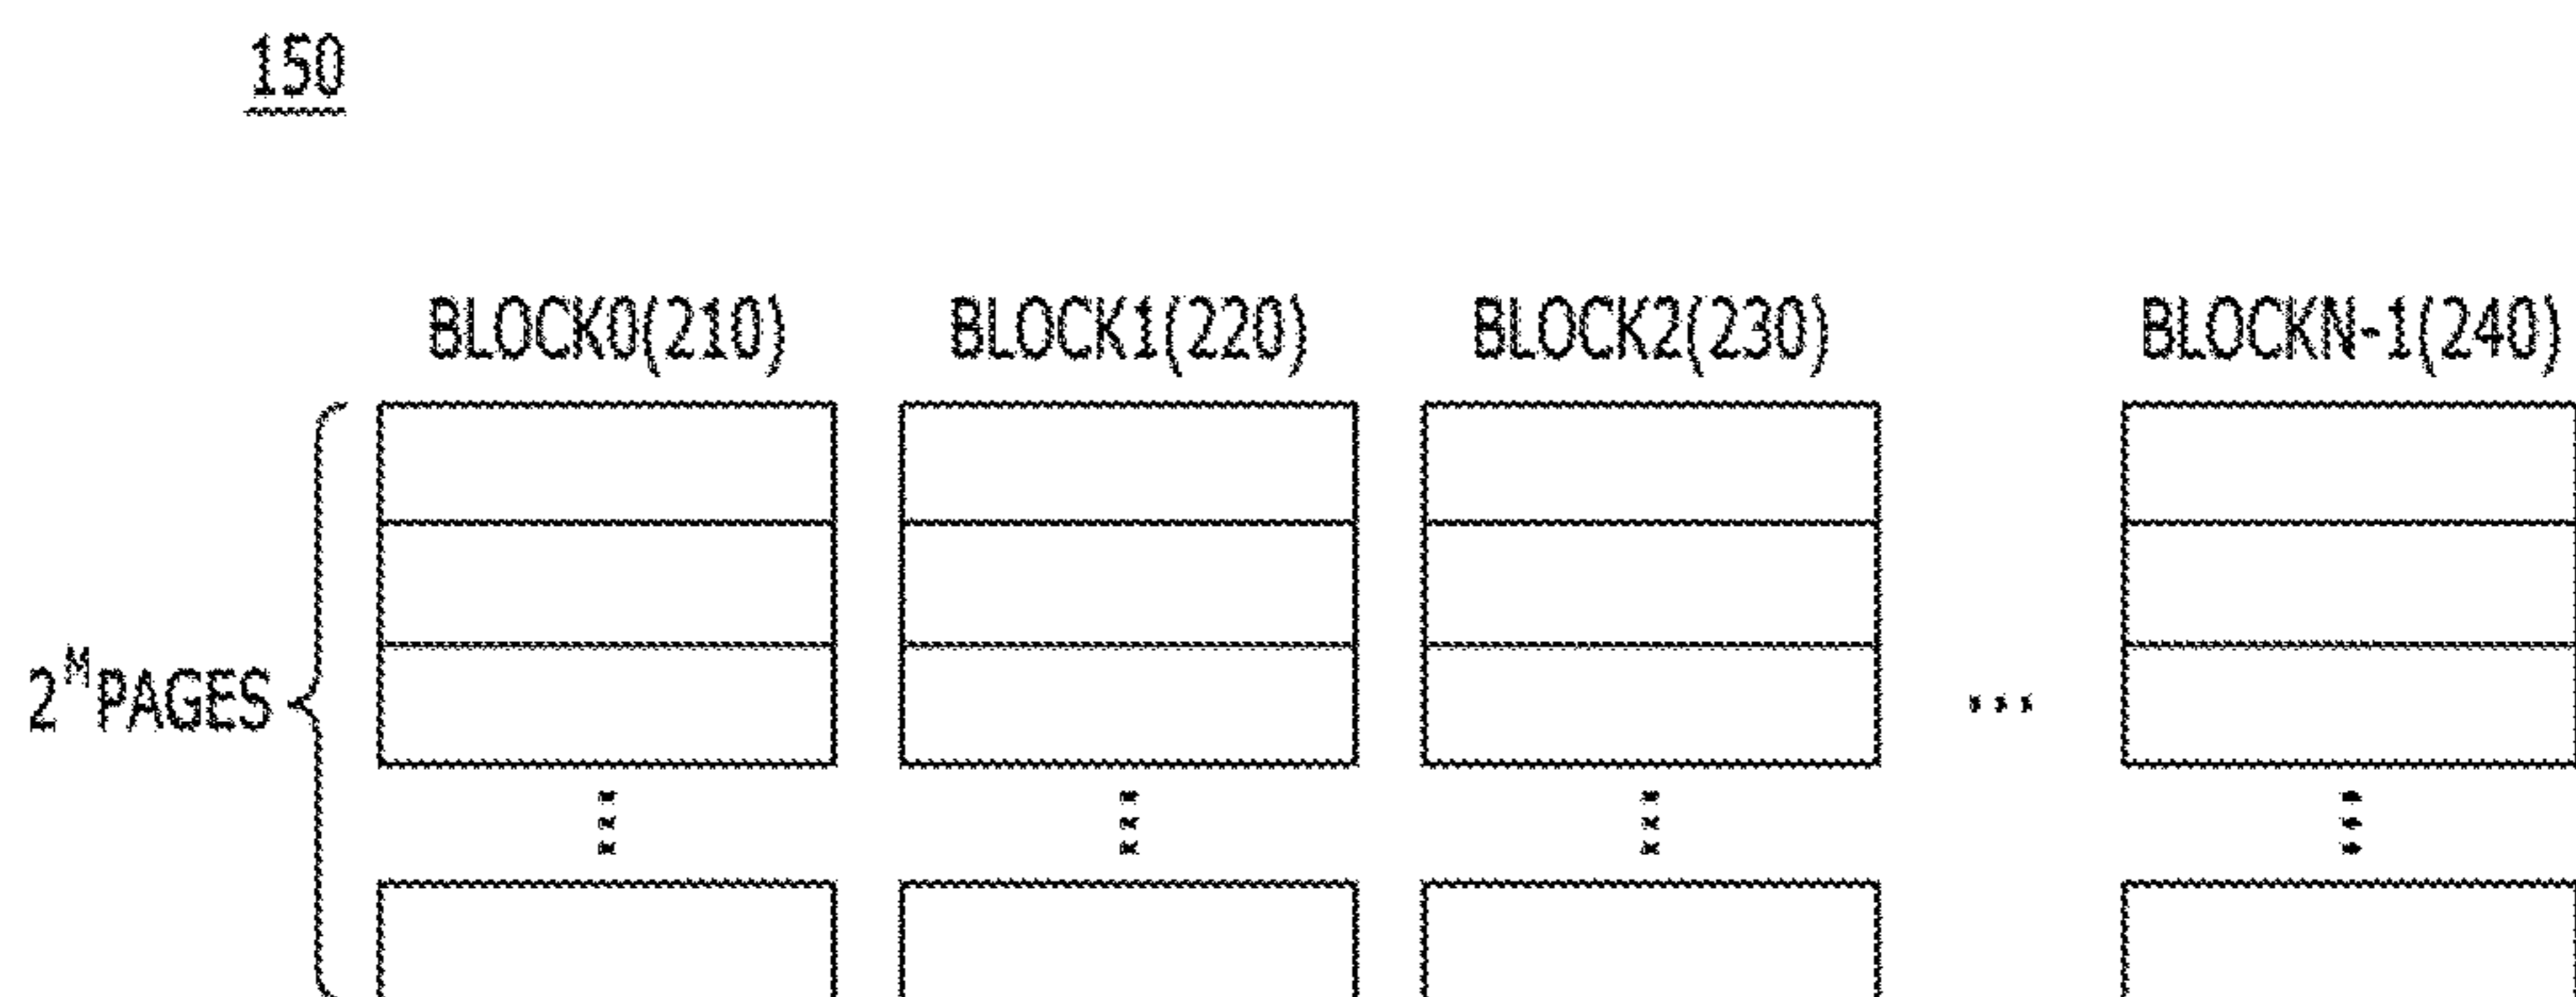 150
BLOCK0(210) BLOCK1(220) BLOCK2(230) BLOCKN-1(240)
2^M PAGES
...